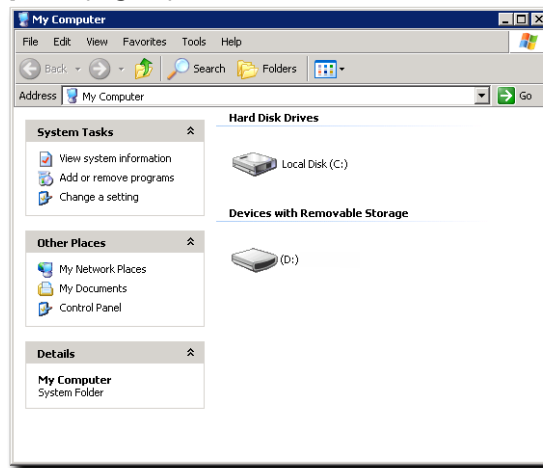 My Computer
File Edit View Favorites Tools Help
Back Search Folders
Address My Computer Go
System Tasks
View system information
Add or remove programs
Change a setting
Other Places
My Network Places
My Documents
Control Panel
Details
My Computer
System Folder
Hard Disk Drives
Local Disk (C:)
Devices with Removable Storage
(D:)